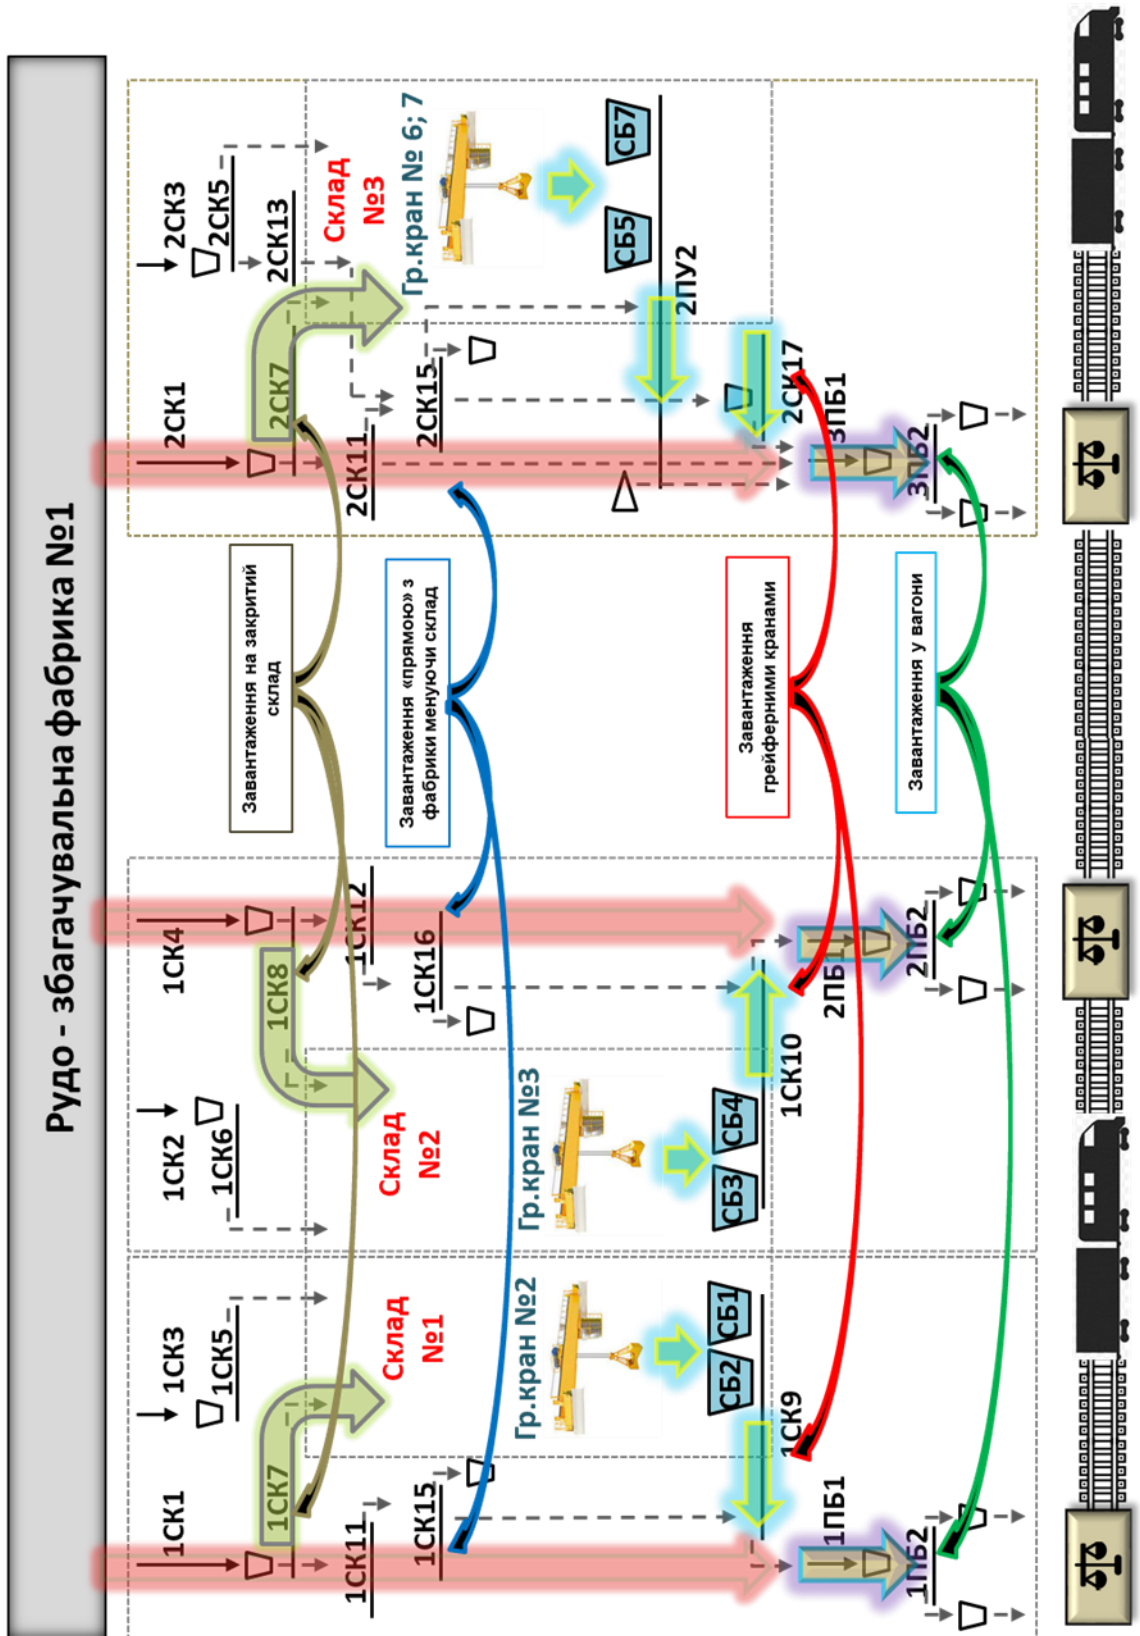 Рудо - збагачувальна фабрика №1
1СК1
1СК3
1СК2
1СК4
2СК1
2СК3
1СК7
1СК5
1СК6
1СК8
2СК7
2СК5
2СК13
Завантаження на закритий
склад
1СК11
1СК12
2СК11
Склад
№1
Склад
№2
Склад
№3
1СК15
1СК16
2СК15
Завантаження «прямою» з
фабрики менуючи склад
Гр.кран №2
Гр.кран №3
Гр.кран № 6; 7
СБ2
СБ1
СБ3
СБ4
СБ5
СБ7
2ПУ2
1СК9
1СК10
2СК17
Завантаження
грейферними кранами
1ПБ1
2ПБ1
3ПБ1
Завантаження у вагони
1ПБ2
2ПБ2
3ПБ2